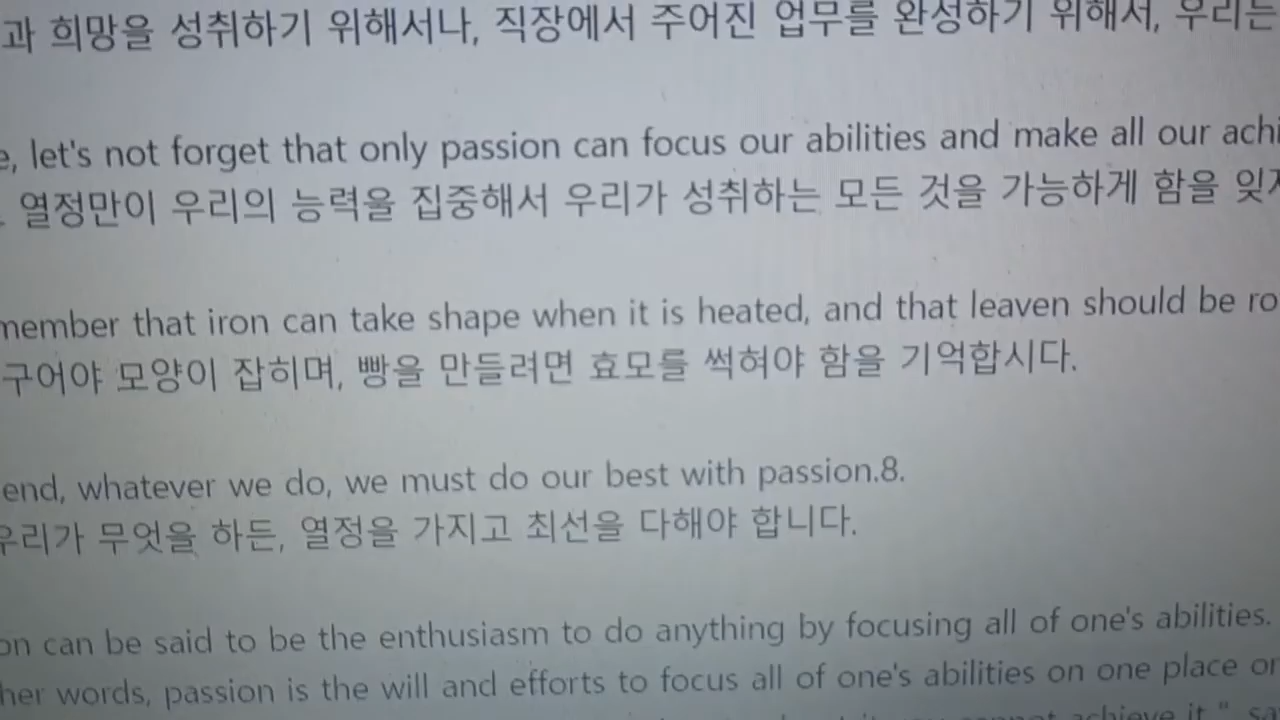 과 희망을 성취하기 위해서나, 직장에서 주어진 업무를 완성하기 위해서, 우리는
let's not forget that only passion can focus our abilities and make all our
열정만이 우리의 능력을 집중해서 우리가 성취하는 모든 것을 가능하게 함을
that iron can take shape when it is heated, and that leaven should be
구어야 모양이 잡히며, 빵을 만들려면 효모를 썩혀야 함을 기억합시다.
end, whatever we do, we must do our best with passion.8.
우리가 무엇을 하든, 열정을 가지고 최선을 다해야 합니다.
can be said to be the enthusiasm to do anything by focusing all of one's abilities.
words, passion is the will and efforts to focus all of one's abilities on one place
achieve it."